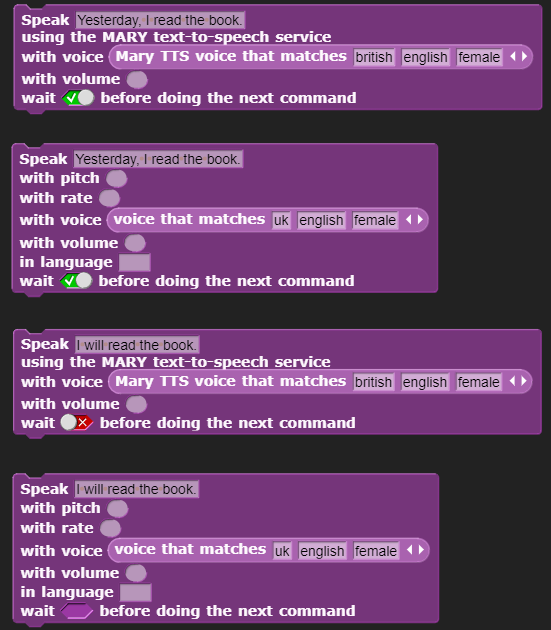 Speak Yesterday, I read the book.
using the MARY text-to-speech service
with voice Mary TTS voice that matches british english female
with volume
wait before doing the next command
Speak Yesterday, I read the book.
with pitch
with rate
with voice voice that matches uk english female
with volume
in language
wait before doing the next command
Speak I will read the book.
using the MARY text-to-speech service
with voice Mary TTS voice that matches british english female
with volume
wait before doing the next command
Speak I will read the book.
with pitch
with rate
with voice voice that matches uk english female
with volume
in language
wait before doing the next command